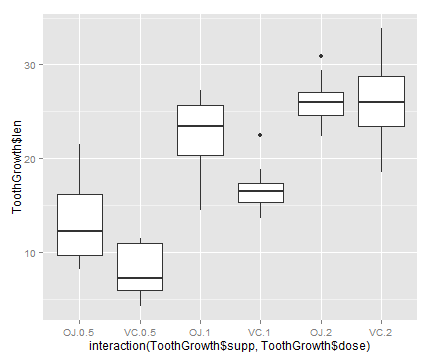 ToothGrowth$len
30
20
10
OJ.0.5 VC.0.5 OJ.1 VC.1 OJ.2 VC.2
interaction(ToothGrowth$supp, ToothGrowth$dose)